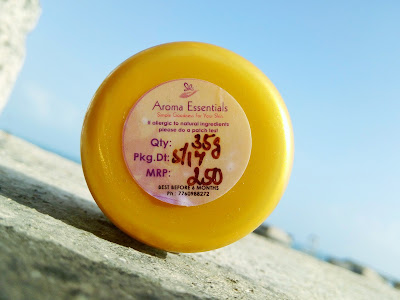 Aroma Essentials
Simple Goodness for Your Skin
If allergic to natural ingredients
please do a patch test
Qty: 35g
Pkg.Dt: 5/14
MRP: 250
BEST BEFORE 6 MONTHS
Ph : 7760988272